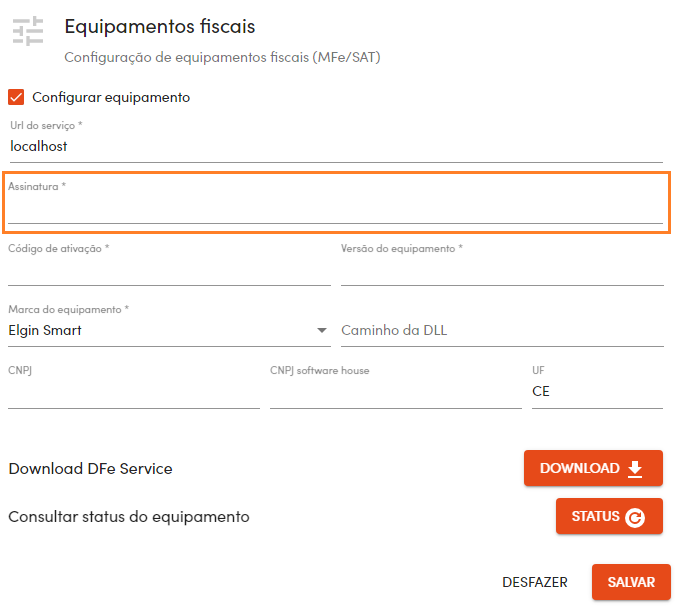 Equipamentos fiscais
Configuração de equipamentos fiscais (MFe/SAT)
Configurar equipamento
Url do serviço *
localhost
Assinatura *
Código de ativação *
Versão do equipamento *
Marca do equipamento *
Elgin Smart
Caminho da DLL
CNPJ
CNPJ software house
UF
CE
Download DFe Service
DOWNLOAD
Consultar status do equipamento
STATUS
DESFAZER
SALVAR